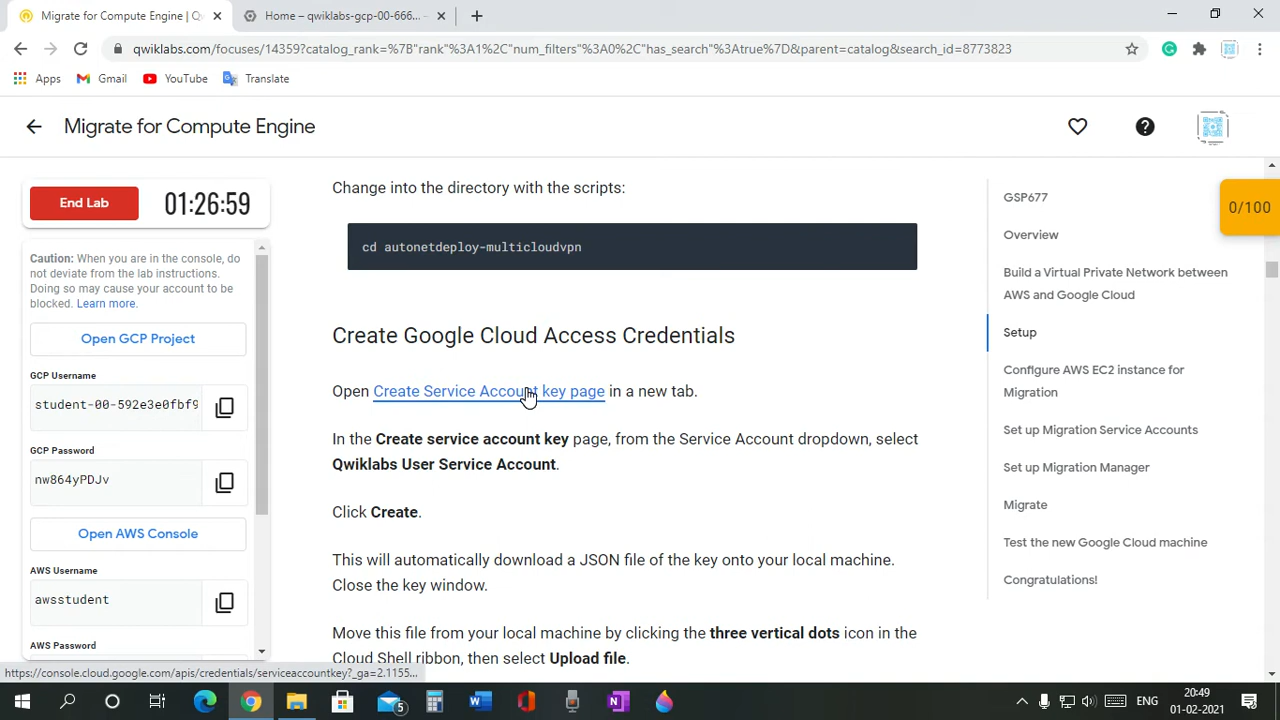 Migrate for Compute Engine | Q
Home – qwiklabs-gcp-00-666...
qwiklabs.com/focuses/14359?catalog_rank=%7B"rank"%3A1%2C"num_filters"%3A0%2C"has_search"%3Atrue%7D&parent=catalog&search_id=8773823
Apps
Gmail
YouTube
Translate
Migrate for Compute Engine
End Lab
01:26:59
Caution: When you are in the console, do
not deviate from the lab instructions.
Doing so may cause your account to be
blocked. Learn more.
Open GCP Project
GCP Username
student-00-592e3e0fbf9
GCP Password
nw864yPDJv
Open AWS Console
AWS Username
awsstudent
AWS Password
Change into the directory with the scripts:
cd autonetdeploy-multicloudvpn
Create Google Cloud Access Credentials
Open Create Service Account key page in a new tab.
In the Create service account key page, from the Service Account dropdown, select
Qwiklabs User Service Account.
Click Create.
This will automatically download a JSON file of the key onto your local machine.
Close the key window.
Move this file from your local machine by clicking the three vertical dots icon in the
Cloud Shell ribbon, then select Upload file.
GSP677
Overview
Build a Virtual Private Network between
AWS and Google Cloud
Setup
Configure AWS EC2 instance for
Migration
Set up Migration Service Accounts
Set up Migration Manager
Migrate
Test the new Google Cloud machine
Congratulations!
0/100
https://console.cloud.google.com/apis/credentials/serviceaccountkey?_ga=2.1155...
5
ENG
20:49
01-02-2021